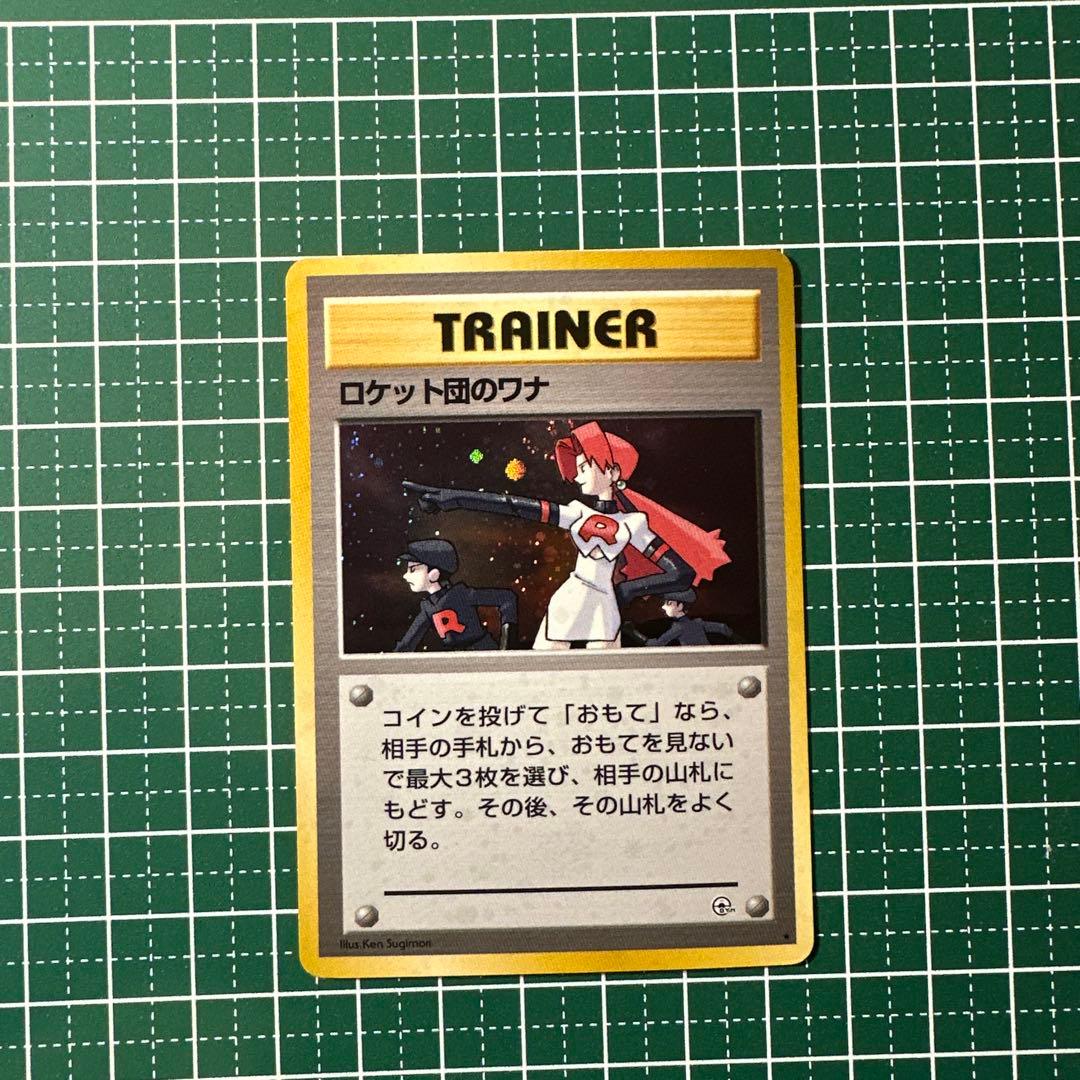 TRAINER
ロケット団のワナ
R
R
コインを投げて「おもて」なら、
相手の手札から、おもてを見ない
で最大3枚を選び、相手の山札に
もどす。その後、その山札をよく
切る。
GYM
Illus.Ken Sugimori